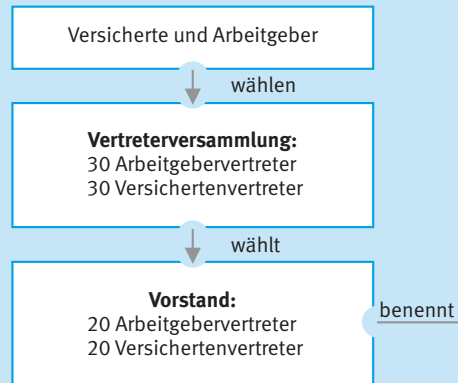 Versicherte und Arbeitgeber
wählen
Vertreterversammlung:
30 Arbeitgebervertreter
30 Versichertenvertreter
wählt
Vorstand:
20 Arbeitgebervertreter
20 Versichertenvertreter
benennt